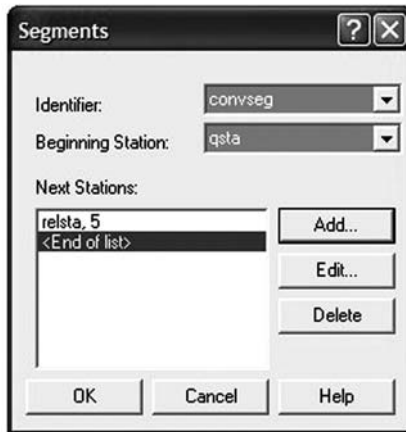 Segments
Identifier: convseg
Beginning Station: qsta
Next Stations:
relsta, 5
<End of list>
Add...
Edit...
Delete
OK Cancel Help